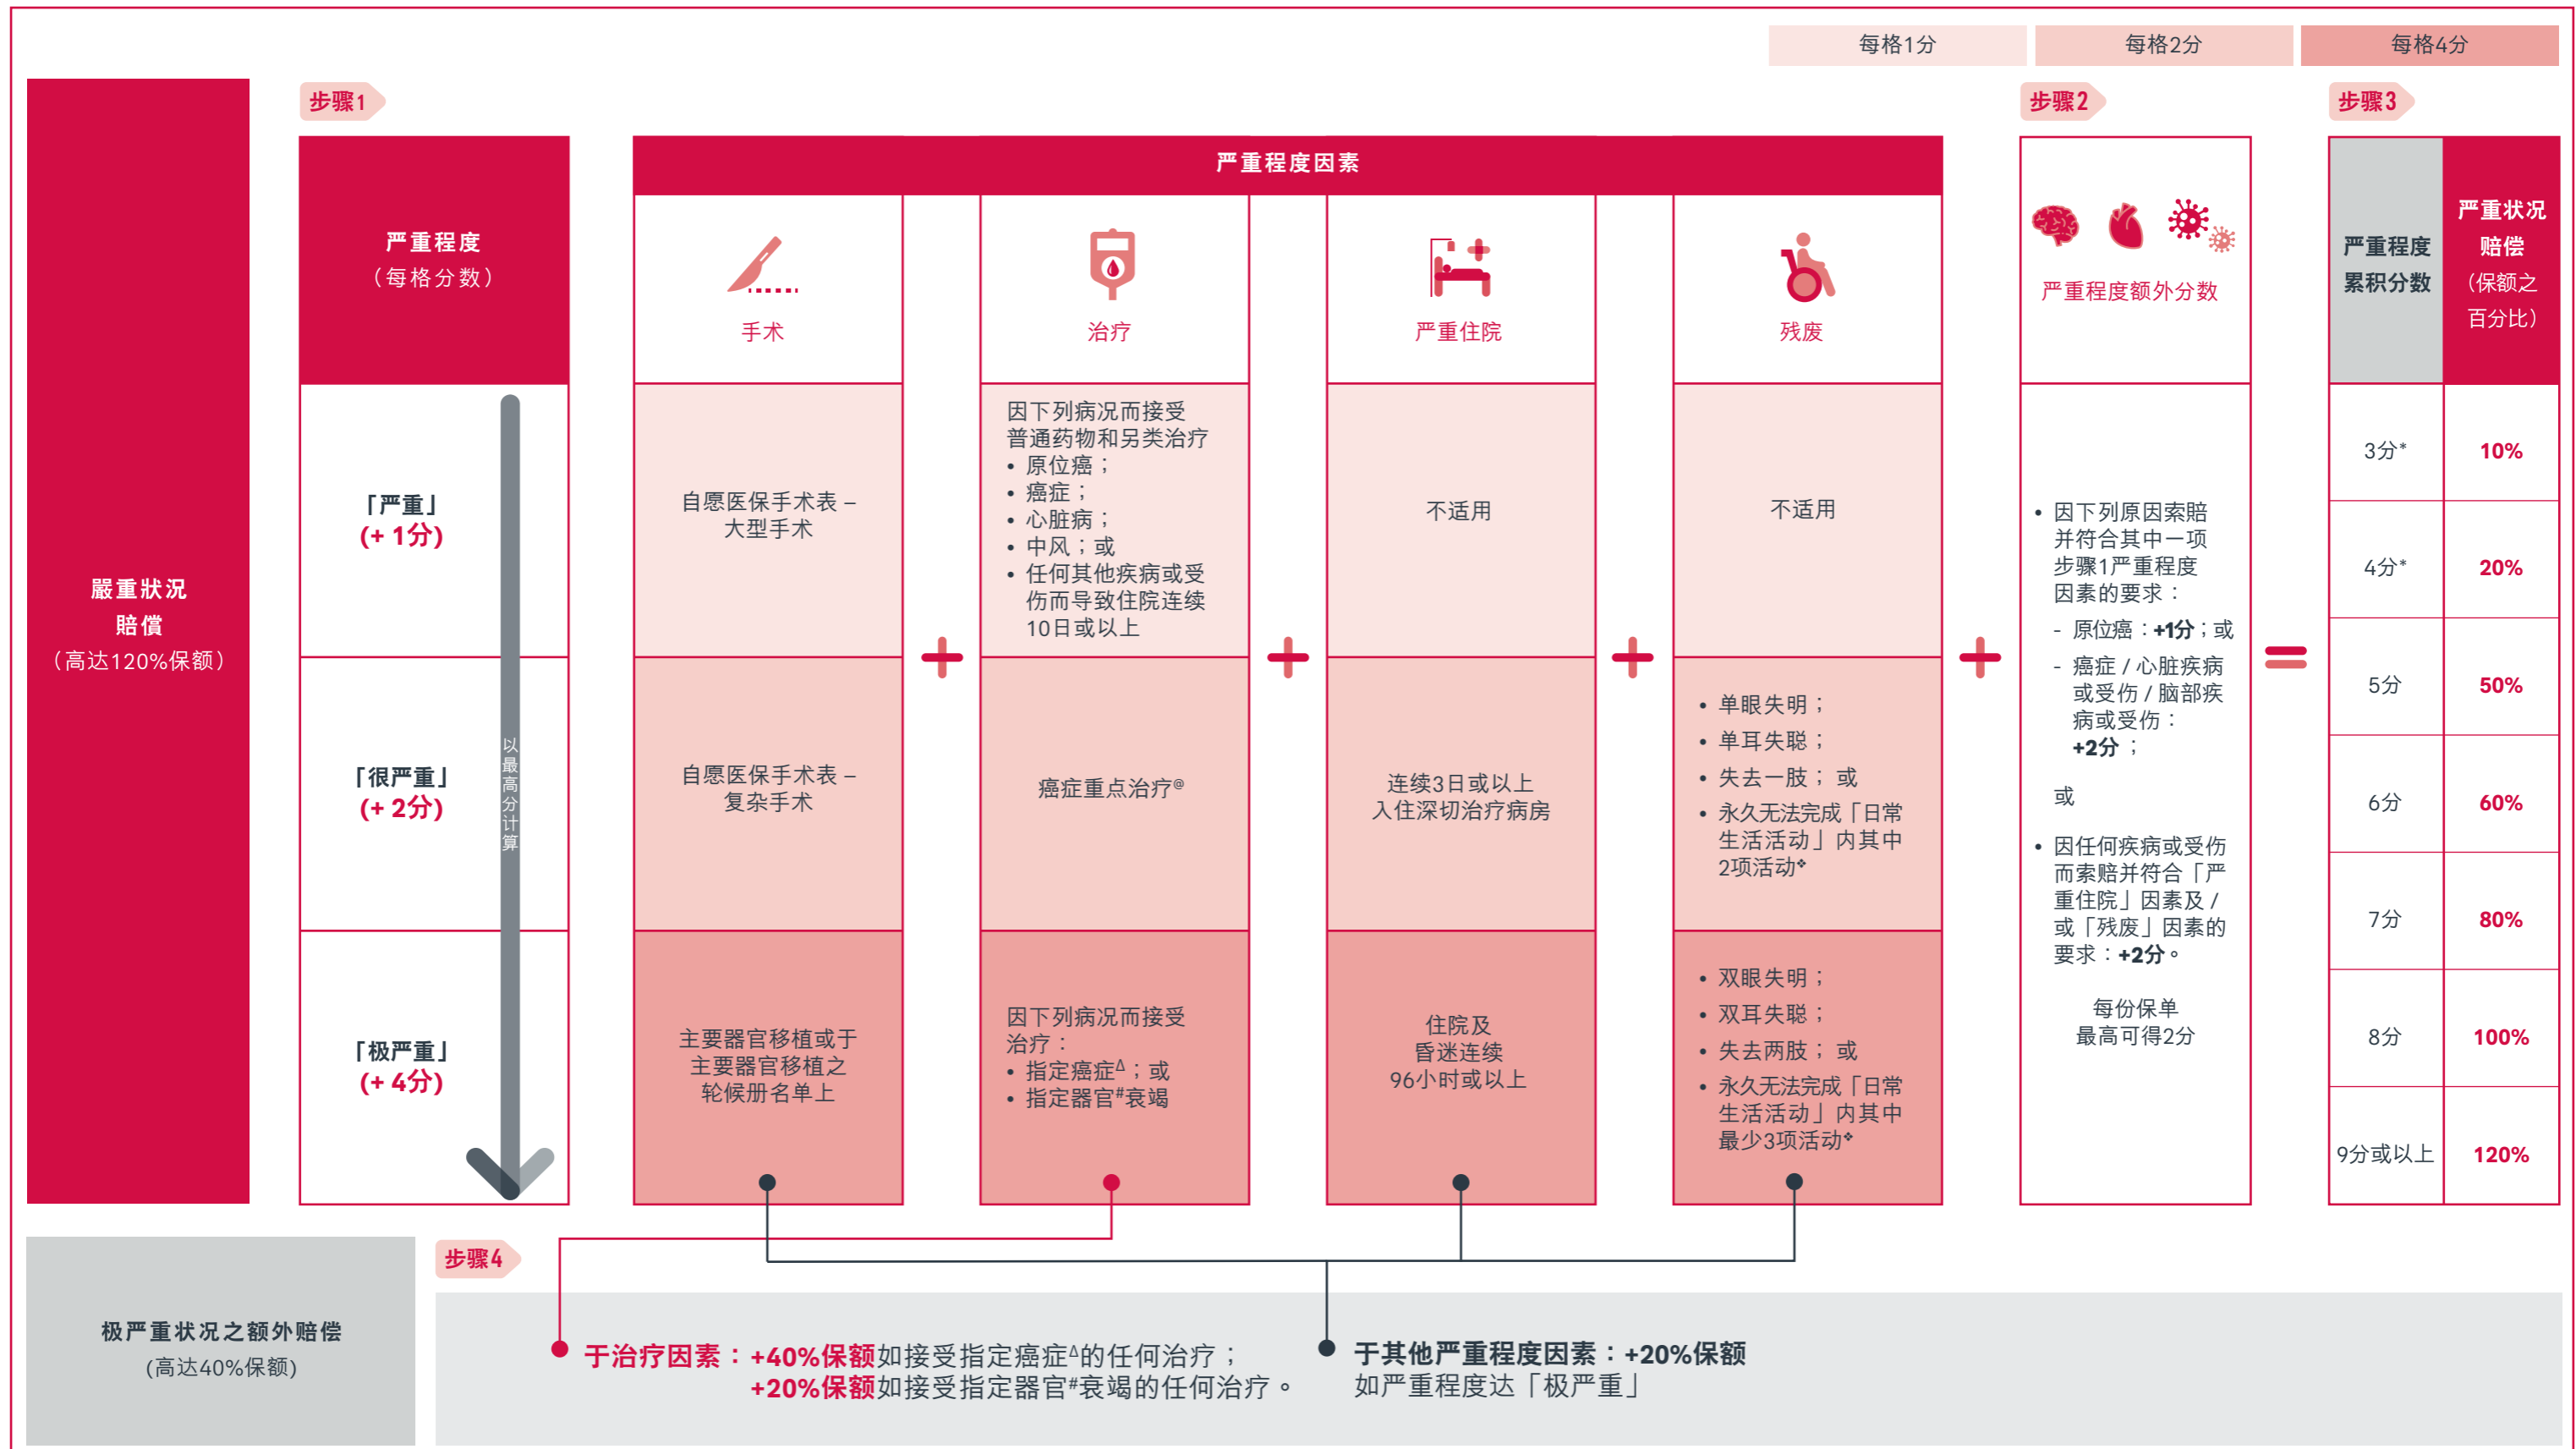 每格1分
每格2分
每格4分
嚴重狀況
賠償
（高达120%保额）
步骤1
严重程度
（每格分数）
「严重」
(+ 1分)
「很严重」
(+ 2分)
「极严重」
(+ 4分)
以最高分计算
严重程度因素
手术
自愿医保手术表 –
大型手术
自愿医保手术表 –
复杂手术
主要器官移植或于
主要器官移植之
轮候册名单上
治疗
因下列病况而接受
普通药物和另类治疗
• 原位癌；
• 癌症；
• 心脏病；
• 中风；或
• 任何其他疾病或受
伤而导致住院连续
10日或以上
癌症重点治疗@
因下列病况而接受
治疗：
• 指定癌症Δ；或
• 指定器官#衰竭
严重住院
不适用
连续3日或以上
入住深切治疗病房
住院及
昏迷连续
96小时或以上
残废
不适用
• 单眼失明；
• 单耳失聪；
• 失去一肢；或
• 永久无法完成「日常
生活活动」内其中
2项活动❖
• 双眼失明；
• 双耳失聪；
• 失去两肢；或
• 永久无法完成「日常
生活活动」内其中
最少3项活动❖
步骤2
严重程度额外分数
• 因下列原因索賠
并符合其中一项
步骤1严重程度
因素的要求：
- 原位癌：+1分；或
- 癌症 / 心脏疾病
或受伤 / 脑部疾
病或受伤：
+2分；
或
• 因任何疾病或受伤
而索赔并符合「严
重住院」因素及 /
或「残废」因素的
要求：+2分。
每份保单
最高可得2分
步骤3
严重程度
累积分数
严重状况
赔偿
（保额之
百分比）
3分*
10%
4分*
20%
5分
50%
6分
60%
7分
80%
8分
100%
9分或以上
120%
极严重状况之额外赔偿
(高达40%保额)
步骤4
于治疗因素：+40%保额如接受指定癌症Δ的任何治疗；
+20%保额如接受指定器官#衰竭的任何治疗。
于其他严重程度因素：+20%保额
如严重程度达「极严重」